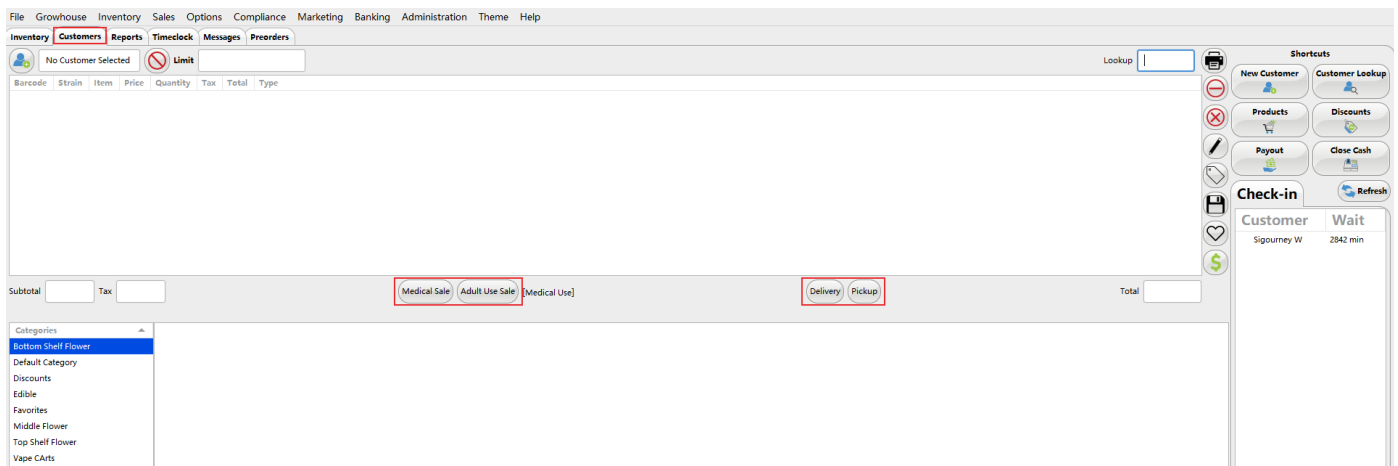 File Growhouse Inventory Sales Options Compliance Marketing Banking Administration Theme Help
Inventory Customers Reports Timeclock Messages Preorders
No Customer Selected Limit Lookup
Barcode Strain Item Price Quantity Tax Total Type
Shortcuts
New Customer Customer Lookup
Products Discounts
Payout Close Cash
Check-in Refresh
Customer Wait
Sigourney W 2842 min
$
Subtotal Tax Medical Sale Adult Use Sale [Medical Use] Delivery Pickup Total
Categories
Bottom Shelf Flower
Default Category
Discounts
Edible
Favorites
Middle Flower
Top Shelf Flower
Vape CArts